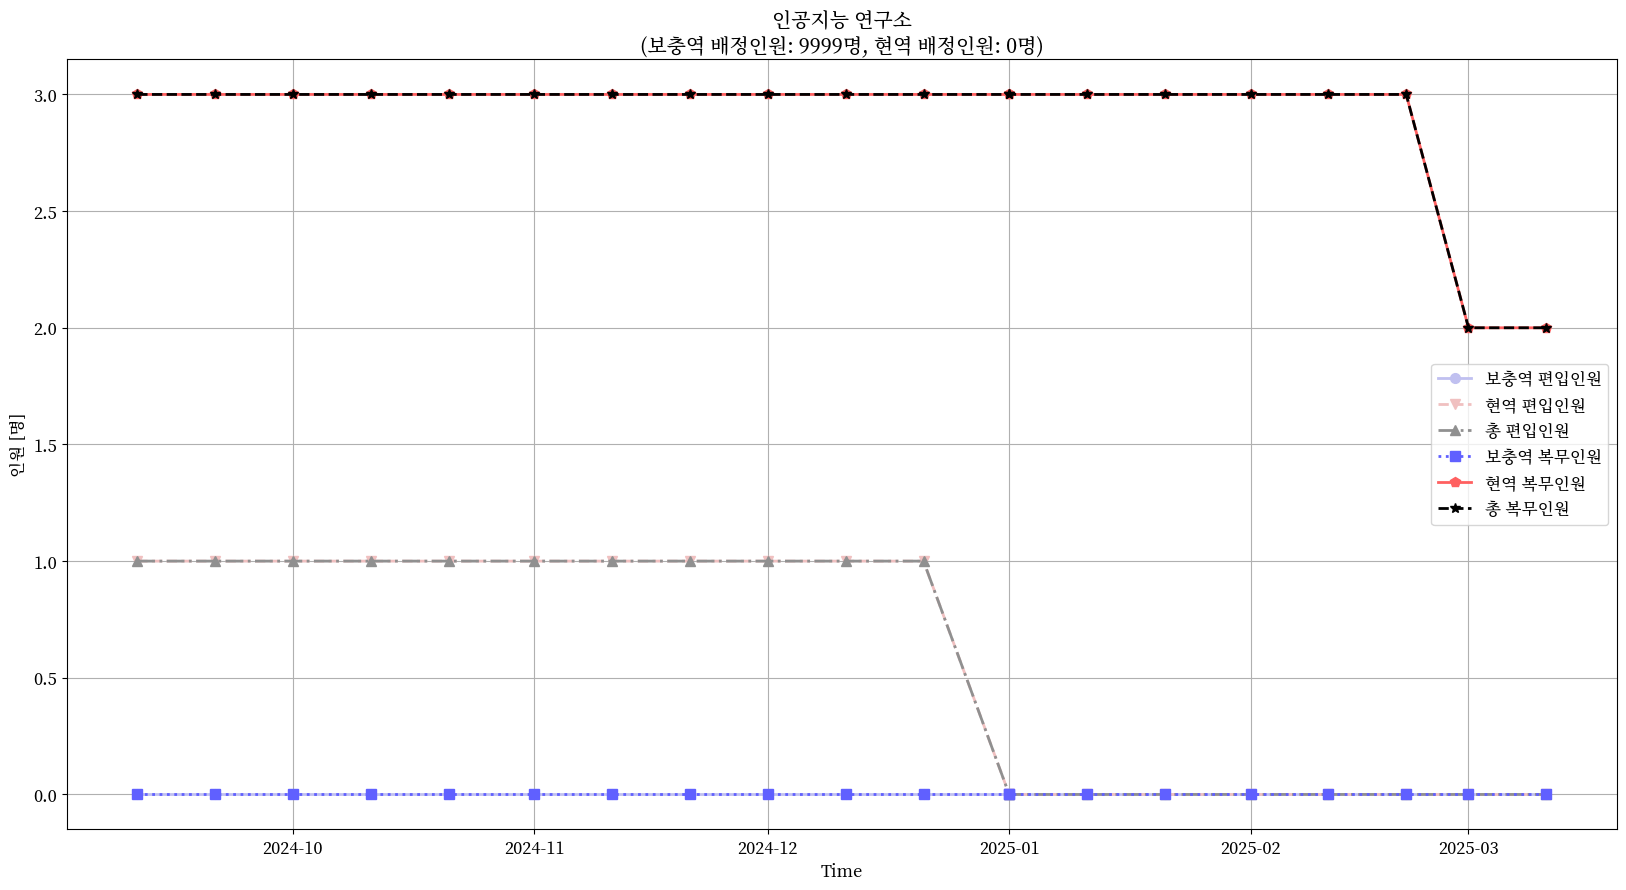 인공지능 연구소
(보충역 배정인원: 9999명, 현역 배정인원: 0명)
3.0
2.5
2.0
1.5
1.0
0.5
0.0
인원 [명]
보충역 편입인원
현역 편입인원
총 편입인원
보충역 복무인원
현역 복무인원
총 복무인원
2024-10
2024-11
2024-12
2025-01
2025-02
2025-03
Time